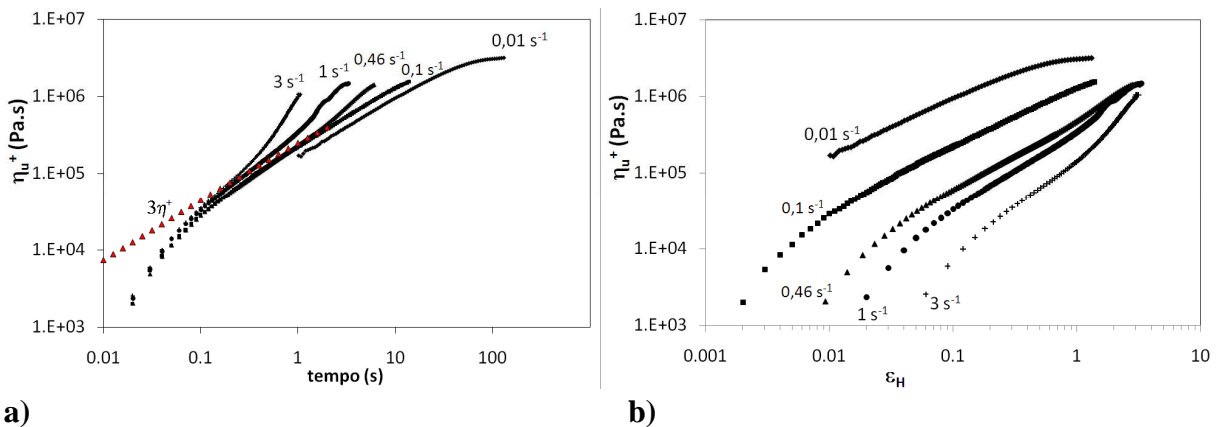 1.E+07
1.E+06
1.E+05
1.E+04
1.E+03
ηu+ (Pa.s)
0,01 s-1
0,46 s-1
1 s-1
3 s-1
0,1 s-1
3η+
0.01 0.1 1 10 100
tempo (s)
a)
1.E+07
1.E+06
1.E+05
1.E+04
1.E+03
ηu+ (Pa.s)
0,01 s-1
0,1 s-1
0,46 s-1
1 s-1
3 s-1
0.001 0.01 0.1 1 10
εH
b)